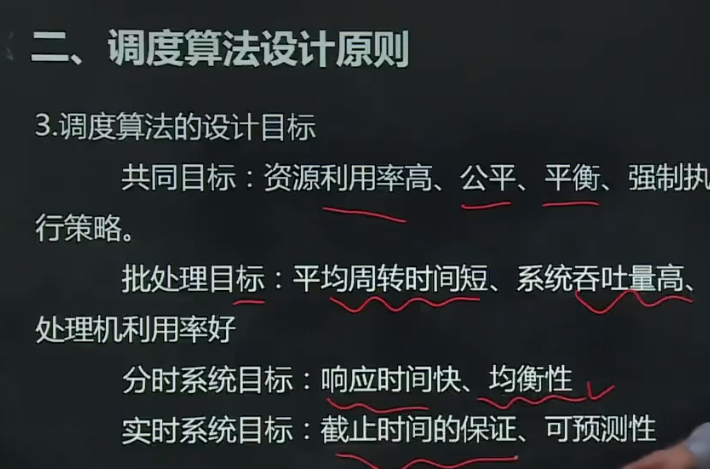 二、调度算法设计原则
3.调度算法的设计目标
共同目标：资源利用率高、公平、平衡、强制执
行策略。
批处理目标：平均周转时间短、系统吞吐量高、
处理机利用率好
分时系统目标：响应时间快、均衡性
实时系统目标：截止时间的保证、可预测性